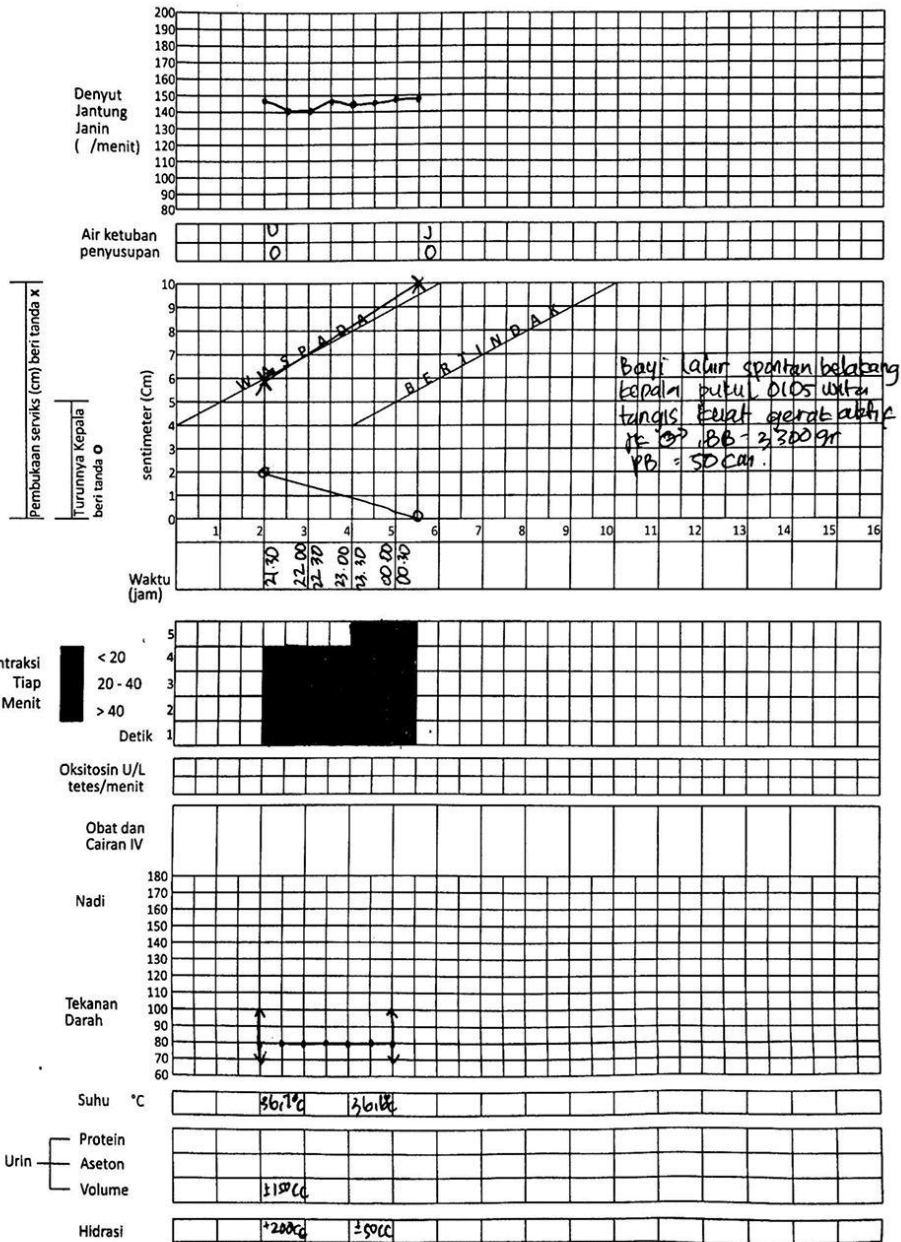 200
190
180
170
160
150
140
130
120
110
100
90
80
Denyut
Jantung
Janin
( /menit)
Air ketuban
penyusupan
U
J
O
O
Pembukaan serviks (cm) beri tanda x
Turunnya Kepala
beri tanda O
sentimeter (Cm)
10
9
8
7
6
5
4
3
2
1
0
WASPADA
BERTINDAK
Bayi lahir spontan belakang
kepala pukul 0105 wita
tangis kuat gerak aktif
JK ♂, BB = 3300 gr
PB = 50 cm.
1 2 3 4 5 6 7 8 9 10 11 12 13 14 15 16
Waktu
(jam)
21.30 22.00 22.30 23.00 23.30 00.00 00.30
ntraksi
Tiap
Menit
< 20
20 - 40
> 40
Detik
5
4
3
2
1
Oksitosin U/L
tetes/menit
Obat dan
Cairan IV
Nadi
Tekanan
Darah
180
170
160
150
140
130
120
110
100
90
80
70
60
Suhu °C
36,7°C
Urin
Protein
Aseton
Volume
±150cc
Hidrasi
+200cc ±50cc